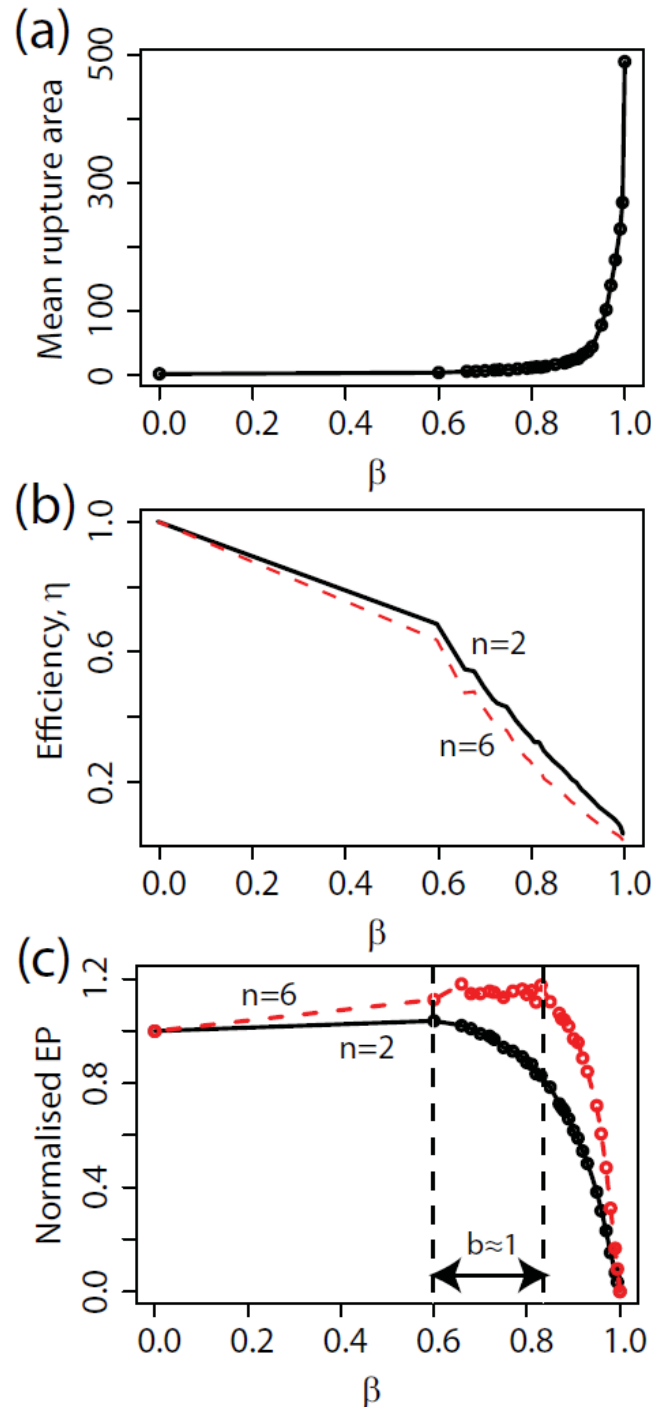 (a)
Mean rupture area
500
300
100
0
0.0 0.2 0.4 0.6 0.8 1.0
β
(b)
Efficiency, η
1.0
0.6
0.2
n=2
n=6
0.0 0.2 0.4 0.6 0.8 1.0
β
(c)
Normalised EP
1.2
0.8
0.4
0.0
n=6
n=2
b≈1
0.0 0.2 0.4 0.6 0.8 1.0
β